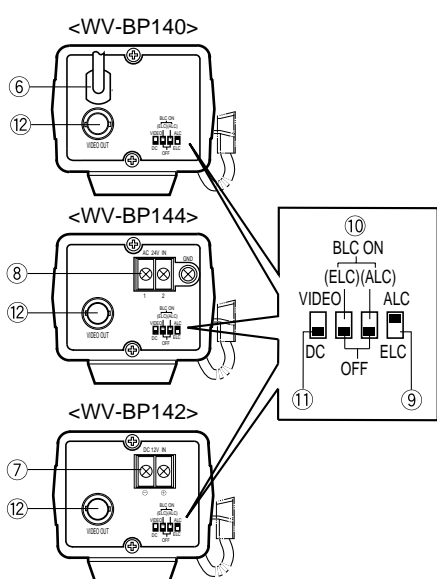 <WV-BP140>
⑥
⑫
VIDEO OUT
BLC ON
(ELC)(ALC)
VIDEO ALC
DC ELC
OFF
<WV-BP144>
⑧
AC 24V IN
GND
1 2
⑫
VIDEO OUT
BLC ON
(ELC)(ALC)
VIDEO ALC
DC ELC
OFF
<WV-BP142>
⑦
DC 12V IN
⊖ ⊕
⑫
VIDEO OUT
BLC ON
(ELC)(ALC)
VIDEO ALC
DC ELC
OFF
⑩
BLC ON
(ELC)(ALC)
VIDEO ALC
DC ELC
OFF
⑪ ⑨